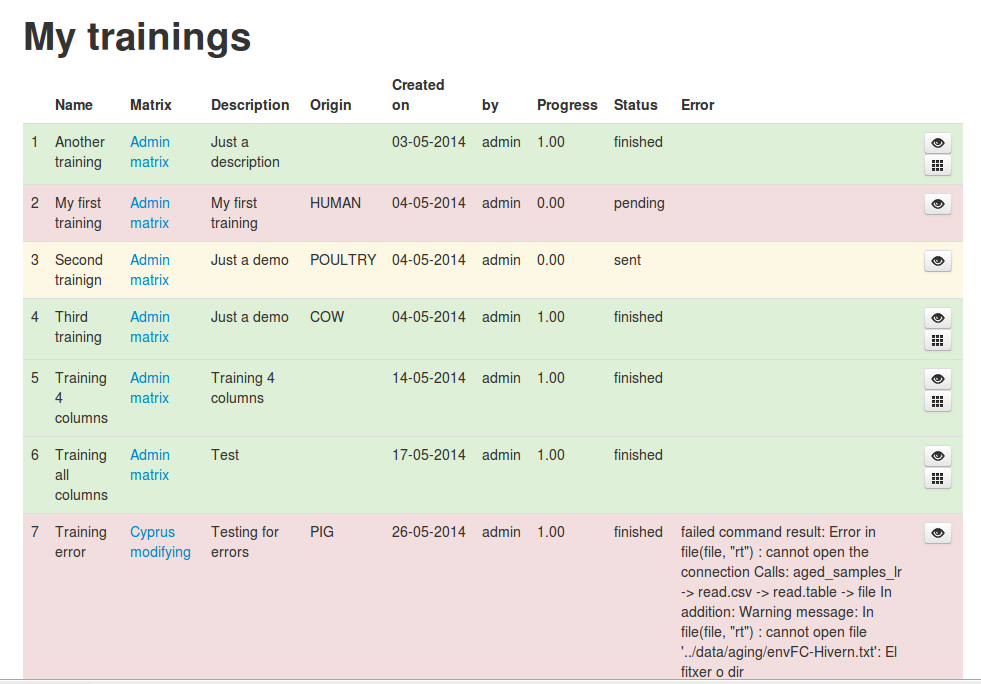 My trainings
Name Matrix Description Origin Created on by Progress Status Error
1 Another training Admin matrix Just a description 03-05-2014 admin 1.00 finished
2 My first training Admin matrix My first training HUMAN 04-05-2014 admin 0.00 pending
3 Second trainign Admin matrix Just a demo POULTRY 04-05-2014 admin 0.00 sent
4 Third training Admin matrix Just a demo COW 04-05-2014 admin 1.00 finished
5 Training 4 columns Admin matrix Training 4 columns 14-05-2014 admin 1.00 finished
6 Training all columns Admin matrix Test 17-05-2014 admin 1.00 finished
7 Training error Cyprus modifying Testing for errors PIG 26-05-2014 admin 1.00 finished failed command result: Error in
file(file, "rt") : cannot open the
connection Calls: aged_samples_lr
-> read.csv -> read.table -> file In
addition: Warning message: In
file(file, "rt") : cannot open file
'../data/aging/envFC-Hivern.txt': El
fitxer o dir